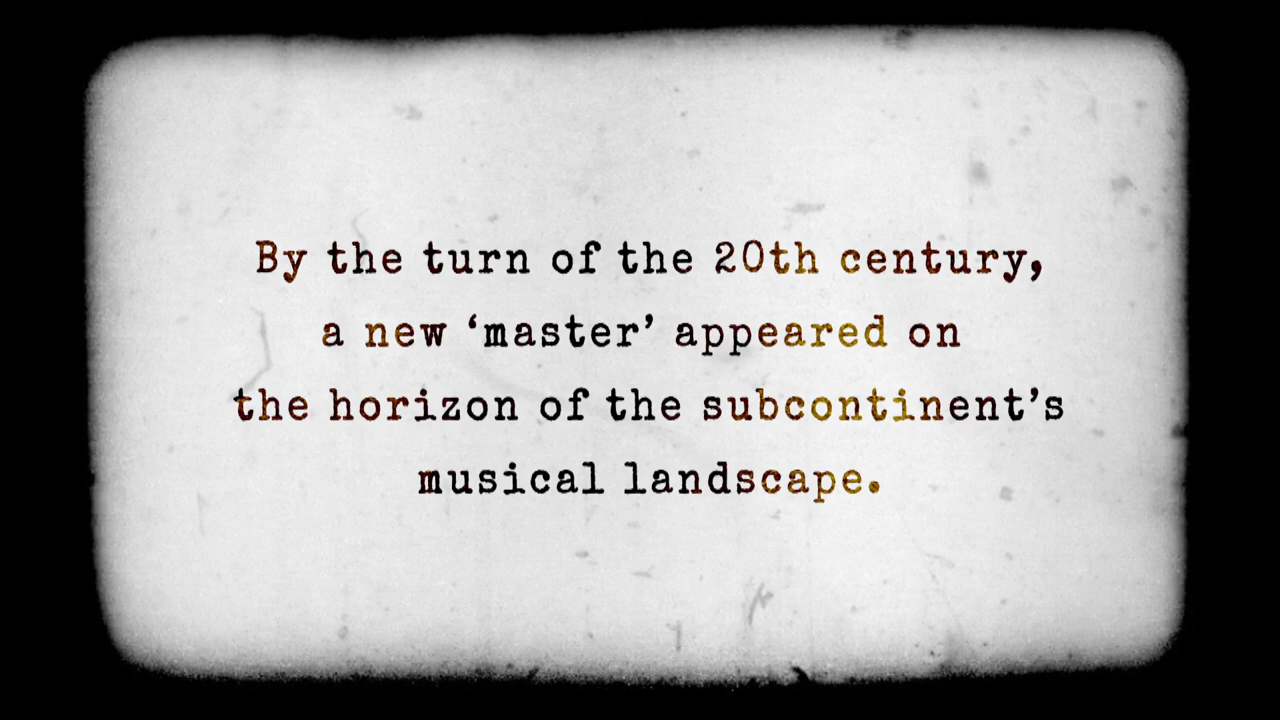 By the turn of the 20th century,
a new ‘master’ appeared on
the horizon of the subcontinent’s
musical landscape.